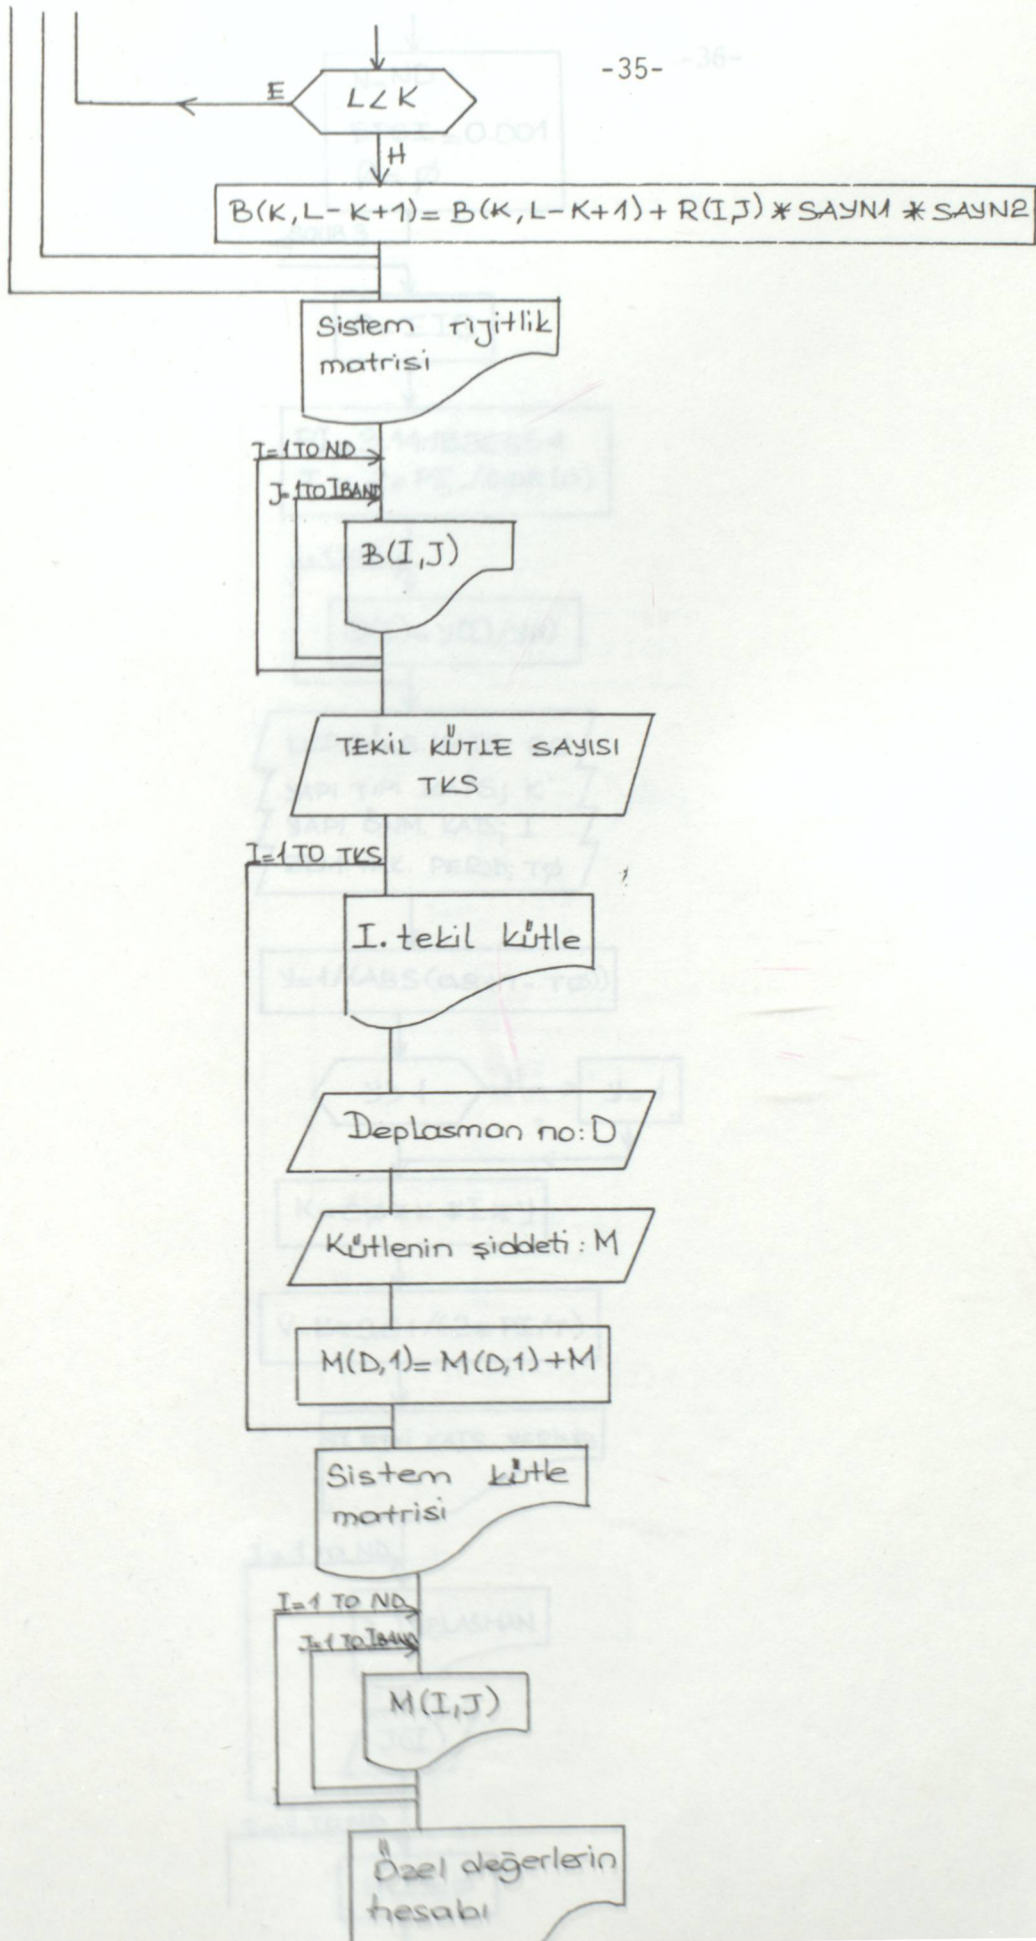 -35-
-36-
L<K
E
H
B(K,L-K+1)= B(K,L-K+1)+R(I,J)*SAYN1*SAYN2
Sistem rijitlik
matrisi
I=1 TO ND
J=1 TO IBAND
B(I,J)
TEKİL KÜTLE SAYISI
TKS
I=1 TO TKS
I. tekil kütle
Deplasman no: D
Kütlenin şiddeti: M
M(D,1)= M(D,1)+M
Sistem kütle
matrisi
I=1 TO ND
J=1 TO IBAND
M(I,J)
Özel değerlerin
hesabı